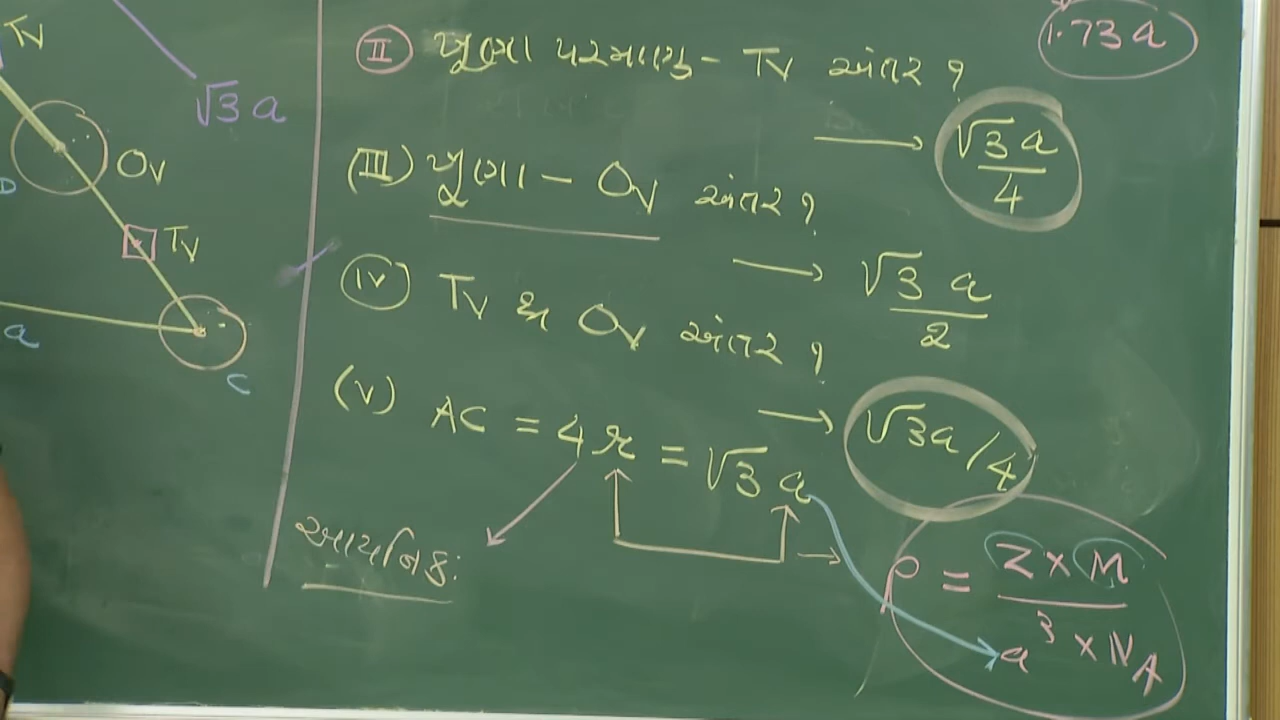 Tv
√3 a
Ov
D
Tv
a
C
1.73a
(II) ખૂણા પરમાણુ - Tv અંતર ?
→ √3 a / 4
(III) ખૂણા - Ov અંતર ?
→ √3 a / 2
(IV) Tv છે Ov અંતર ?
→ √3a/4
(V) AC = 4r = √3 a
→ ρ = Z × M / a³ × NA
આયનિક: